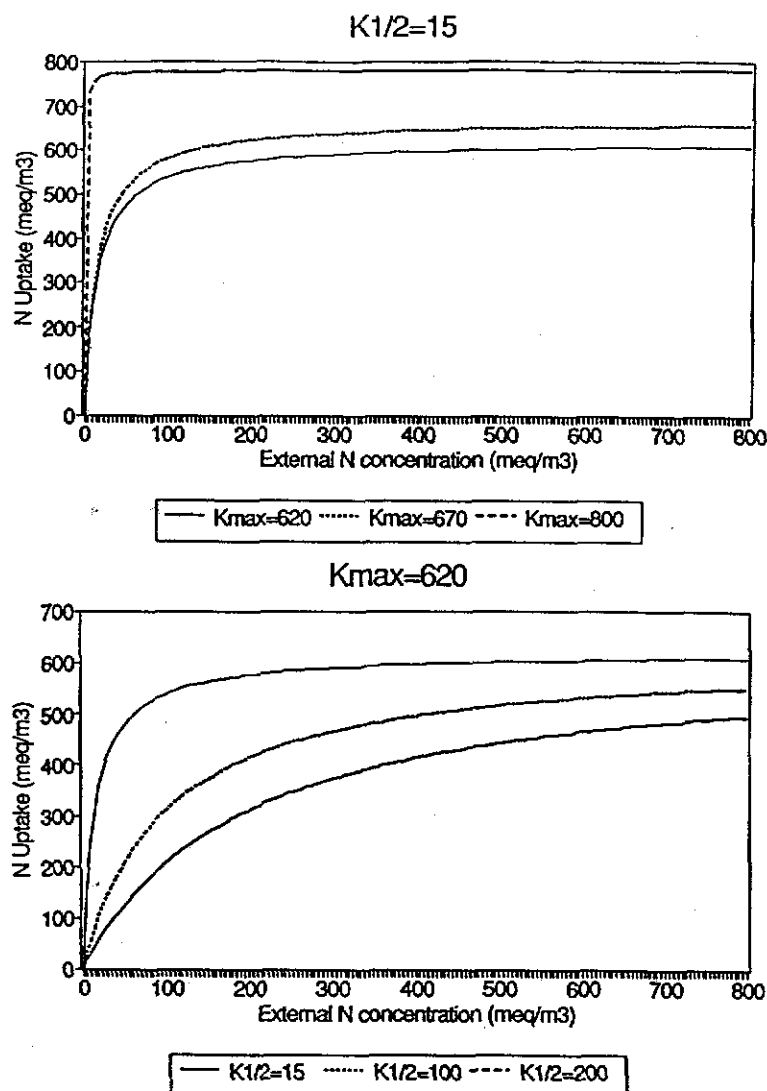 K1/2=15
800
700
600
500
400
300
200
100
0
N Uptake (meq/m3)
0 100 200 300 400 500 600 700 800
External N concentration (meq/m3)
Kmax=620 Kmax=670 Kmax=800
Kmax=620
700
600
500
400
300
200
100
0
N Uptake (meq/m3)
0 100 200 300 400 500 600 700 800
External N concentration (meq/m3)
K1/2=15 K1/2=100 K1/2=200